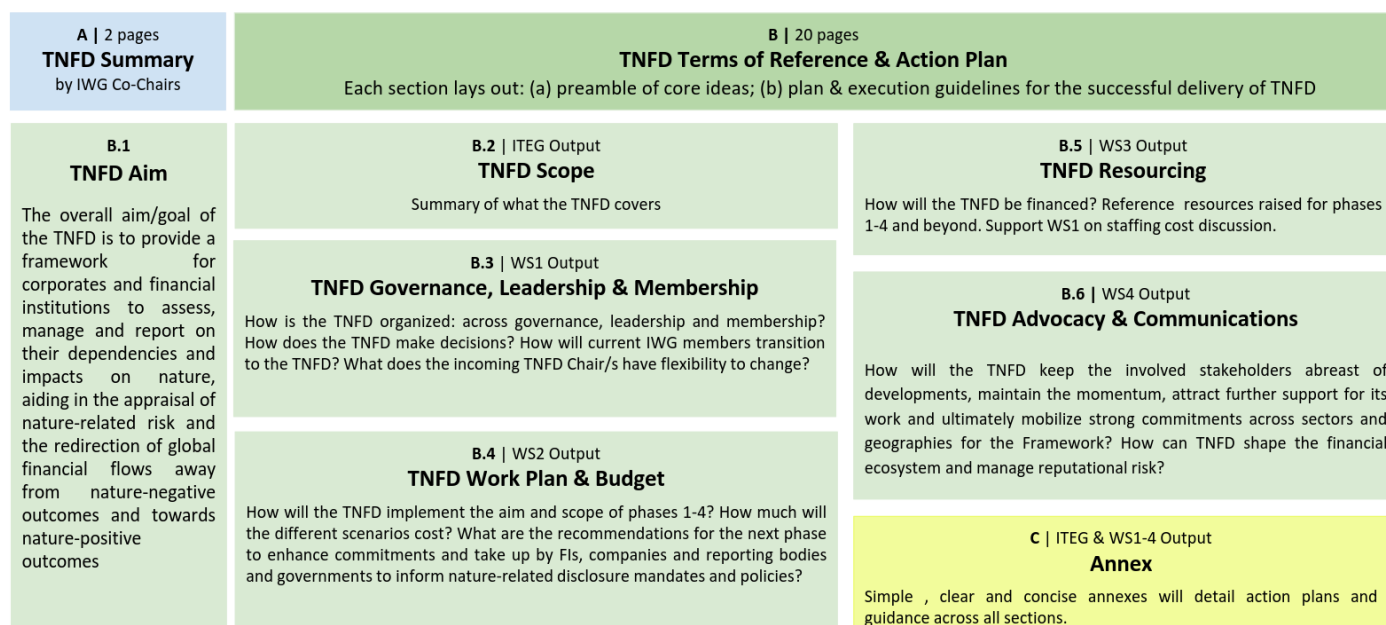 A | 2 pages
TNFD Summary
by IWG Co-Chairs
B | 20 pages
TNFD Terms of Reference & Action Plan
Each section lays out: (a) preamble of core ideas; (b) plan & execution guidelines for the successful delivery of TNFD
B.1
TNFD Aim
The overall aim/goal of
the TNFD is to provide a
framework for
corporates and financial
institutions to assess,
manage and report on
their dependencies and
impacts on nature,
aiding in the appraisal of
nature-related risk and
the redirection of global
financial flows away
from nature-negative
outcomes and towards
nature-positive
outcomes
B.2 | ITEG Output
TNFD Scope
Summary of what the TNFD covers
B.3 | WS1 Output
TNFD Governance, Leadership & Membership
How is the TNFD organized: across governance, leadership and membership?
How does the TNFD make decisions? How will current IWG members transition
to the TNFD? What does the incoming TNFD Chair/s have flexibility to change?
B.4 | WS2 Output
TNFD Work Plan & Budget
How will the TNFD implement the aim and scope of phases 1-4? How much will
the different scenarios cost? What are the recommendations for the next phase
to enhance commitments and take up by FIs, companies and reporting bodies
and governments to inform nature-related disclosure mandates and policies?
B.5 | WS3 Output
TNFD Resourcing
How will the TNFD be financed? Reference resources raised for phases
1-4 and beyond. Support WS1 on staffing cost discussion.
B.6 | WS4 Output
TNFD Advocacy & Communications
How will the TNFD keep the involved stakeholders abreast of
developments, maintain the momentum, attract further support for its
work and ultimately mobilize strong commitments across sectors and
geographies for the Framework? How can TNFD shape the financial
ecosystem and manage reputational risk?
C | ITEG & WS1-4 Output
Annex
Simple , clear and concise annexes will detail action plans and
guidance across all sections.